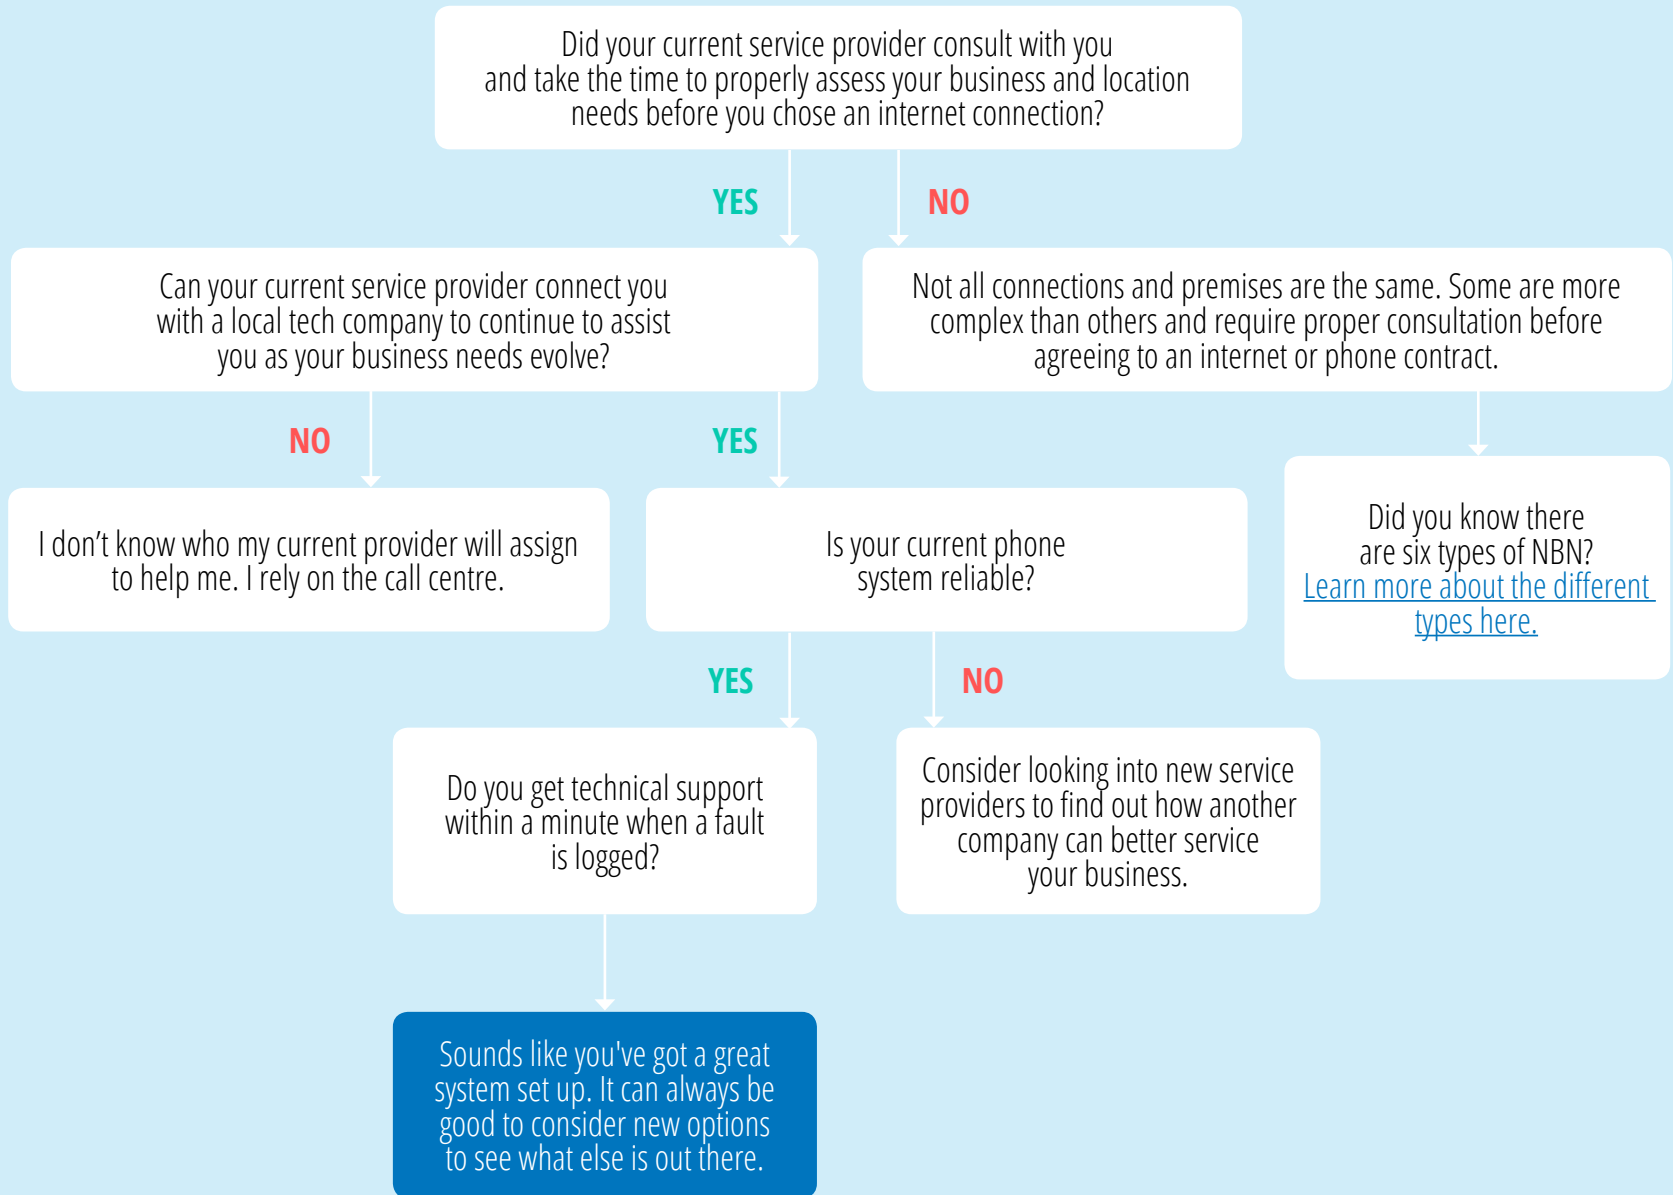 Did your current service provider consult with you
and take the time to properly assess your business and location
needs before you chose an internet connection?
YES
NO
Can your current service provider connect you
with a local tech company to continue to assist
you as your business needs evolve?
Not all connections and premises are the same. Some are more
complex than others and require proper consultation before
agreeing to an internet or phone contract.
NO
YES
I don’t know who my current provider will assign
to help me. I rely on the call centre.
Is your current phone
system reliable?
Did you know there
are six types of NBN?
Learn more about the different
types here.
YES
NO
Do you get technical support
within a minute when a fault
is logged?
Consider looking into new service
providers to find out how another
company can better service
your business.
Sounds like you've got a great
system set up. It can always be
good to consider new options
to see what else is out there.